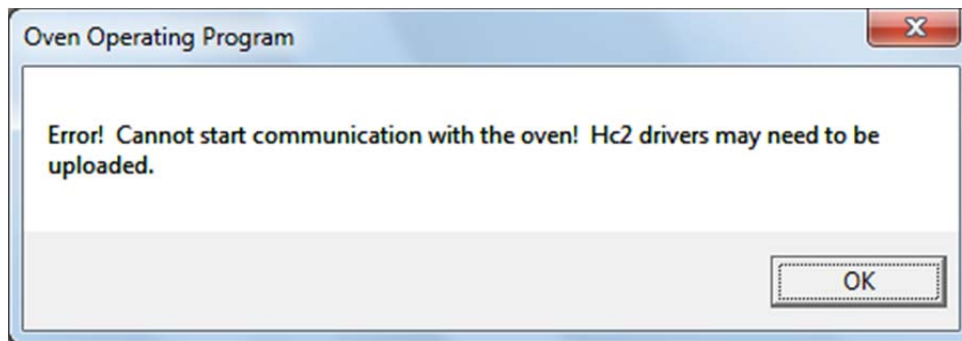 Oven Operating Program
Error!  Cannot start communication with the oven!  Hc2 drivers may need to be
uploaded.
OK